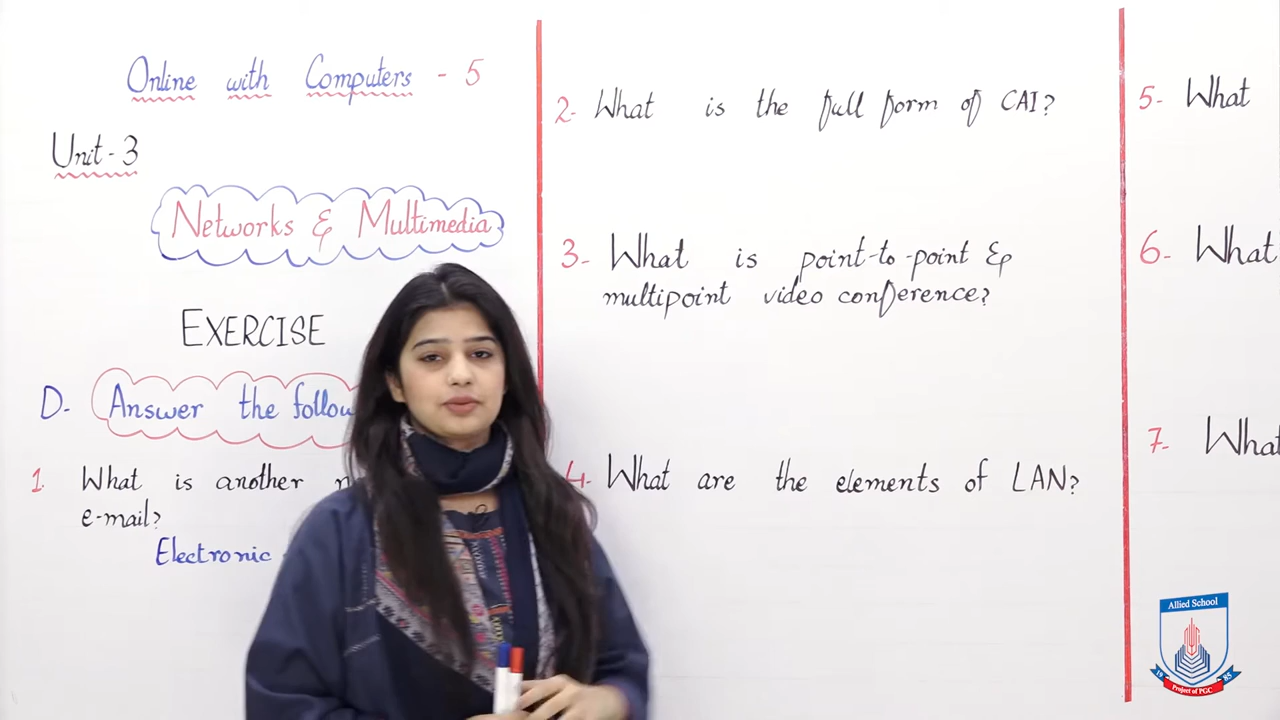 Online with Computers - 5
Unit - 3
Networks & Multimedia
EXERCISE
D- Answer the follow
1. What is another n
e-mail?
Electronic
2- What is the full form of CAI?
3- What is point-to-point &
multipoint video conference?
4- What are the elements of LAN?
5- What
6- What
7- What
Allied School
19 85
Project of PGC